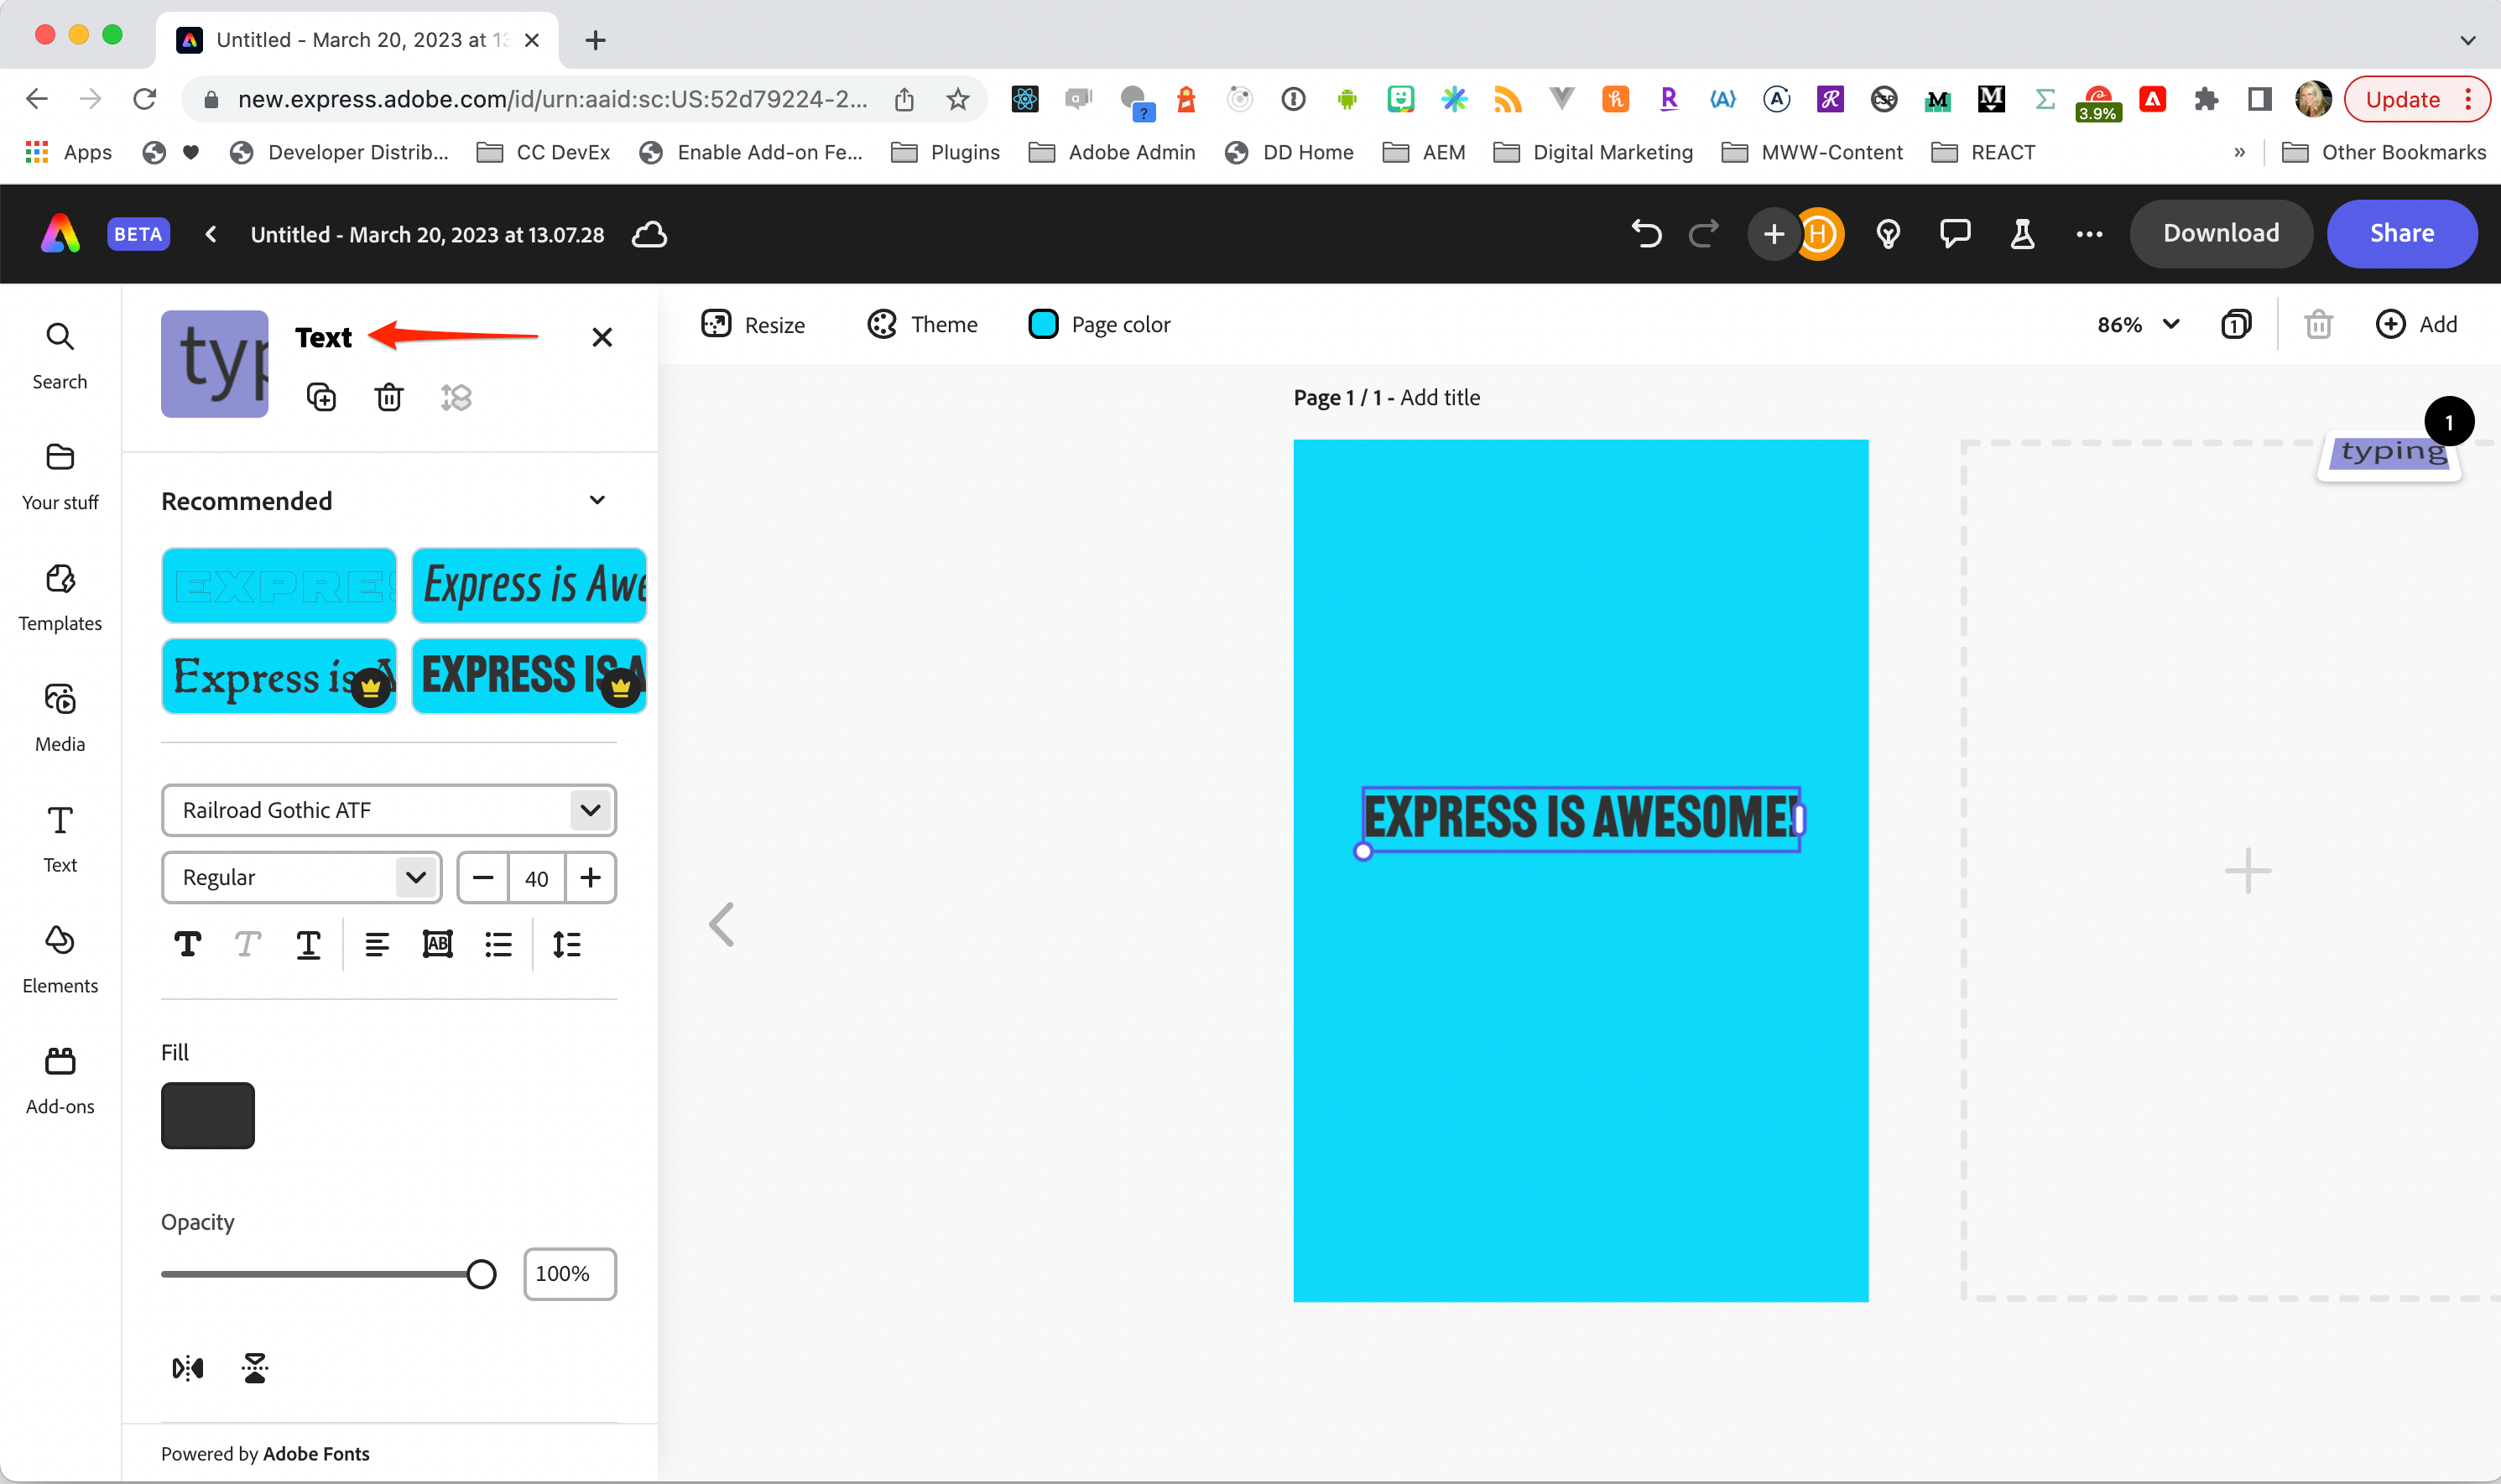 Untitled - March 20, 2023 at 13
new.express.adobe.com/id/urn:aaid:sc:US:52d79224-2...
3.9%
Update
Apps
Developer Distrib...
CC DevEx
Enable Add-on Fe...
Plugins
Adobe Admin
DD Home
AEM
Digital Marketing
MWW-Content
REACT
»
Other Bookmarks
BETA
Untitled - March 20, 2023 at 13.07.28
H
Download
Share
Search
Your stuff
Templates
Media
Text
Elements
Add-ons
typ
Text
Recommended
EXPRES
Express is Awe
Express is A
EXPRESS IS A
Railroad Gothic ATF
Regular
40
AB
Fill
Opacity
100%
Powered by Adobe Fonts
Resize
Theme
Page color
86%
1
Add
Page 1 / 1 - Add title
1
typing
EXPRESS IS AWESOME!